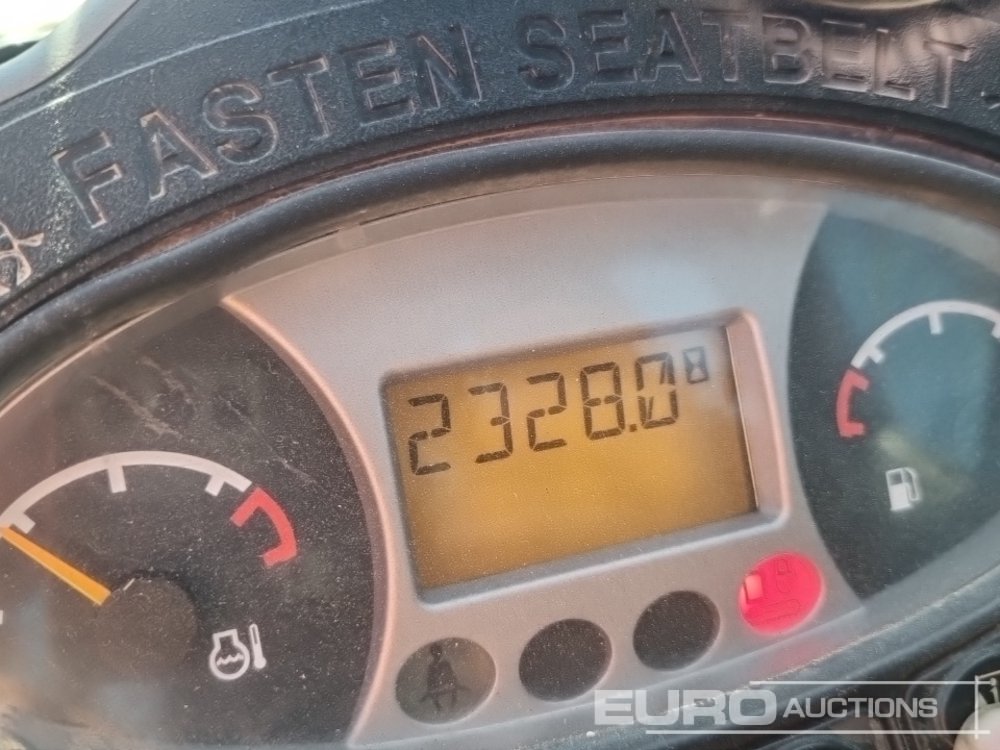 FASTEN SEATBELT
2328.0
EURO AUCTIONS